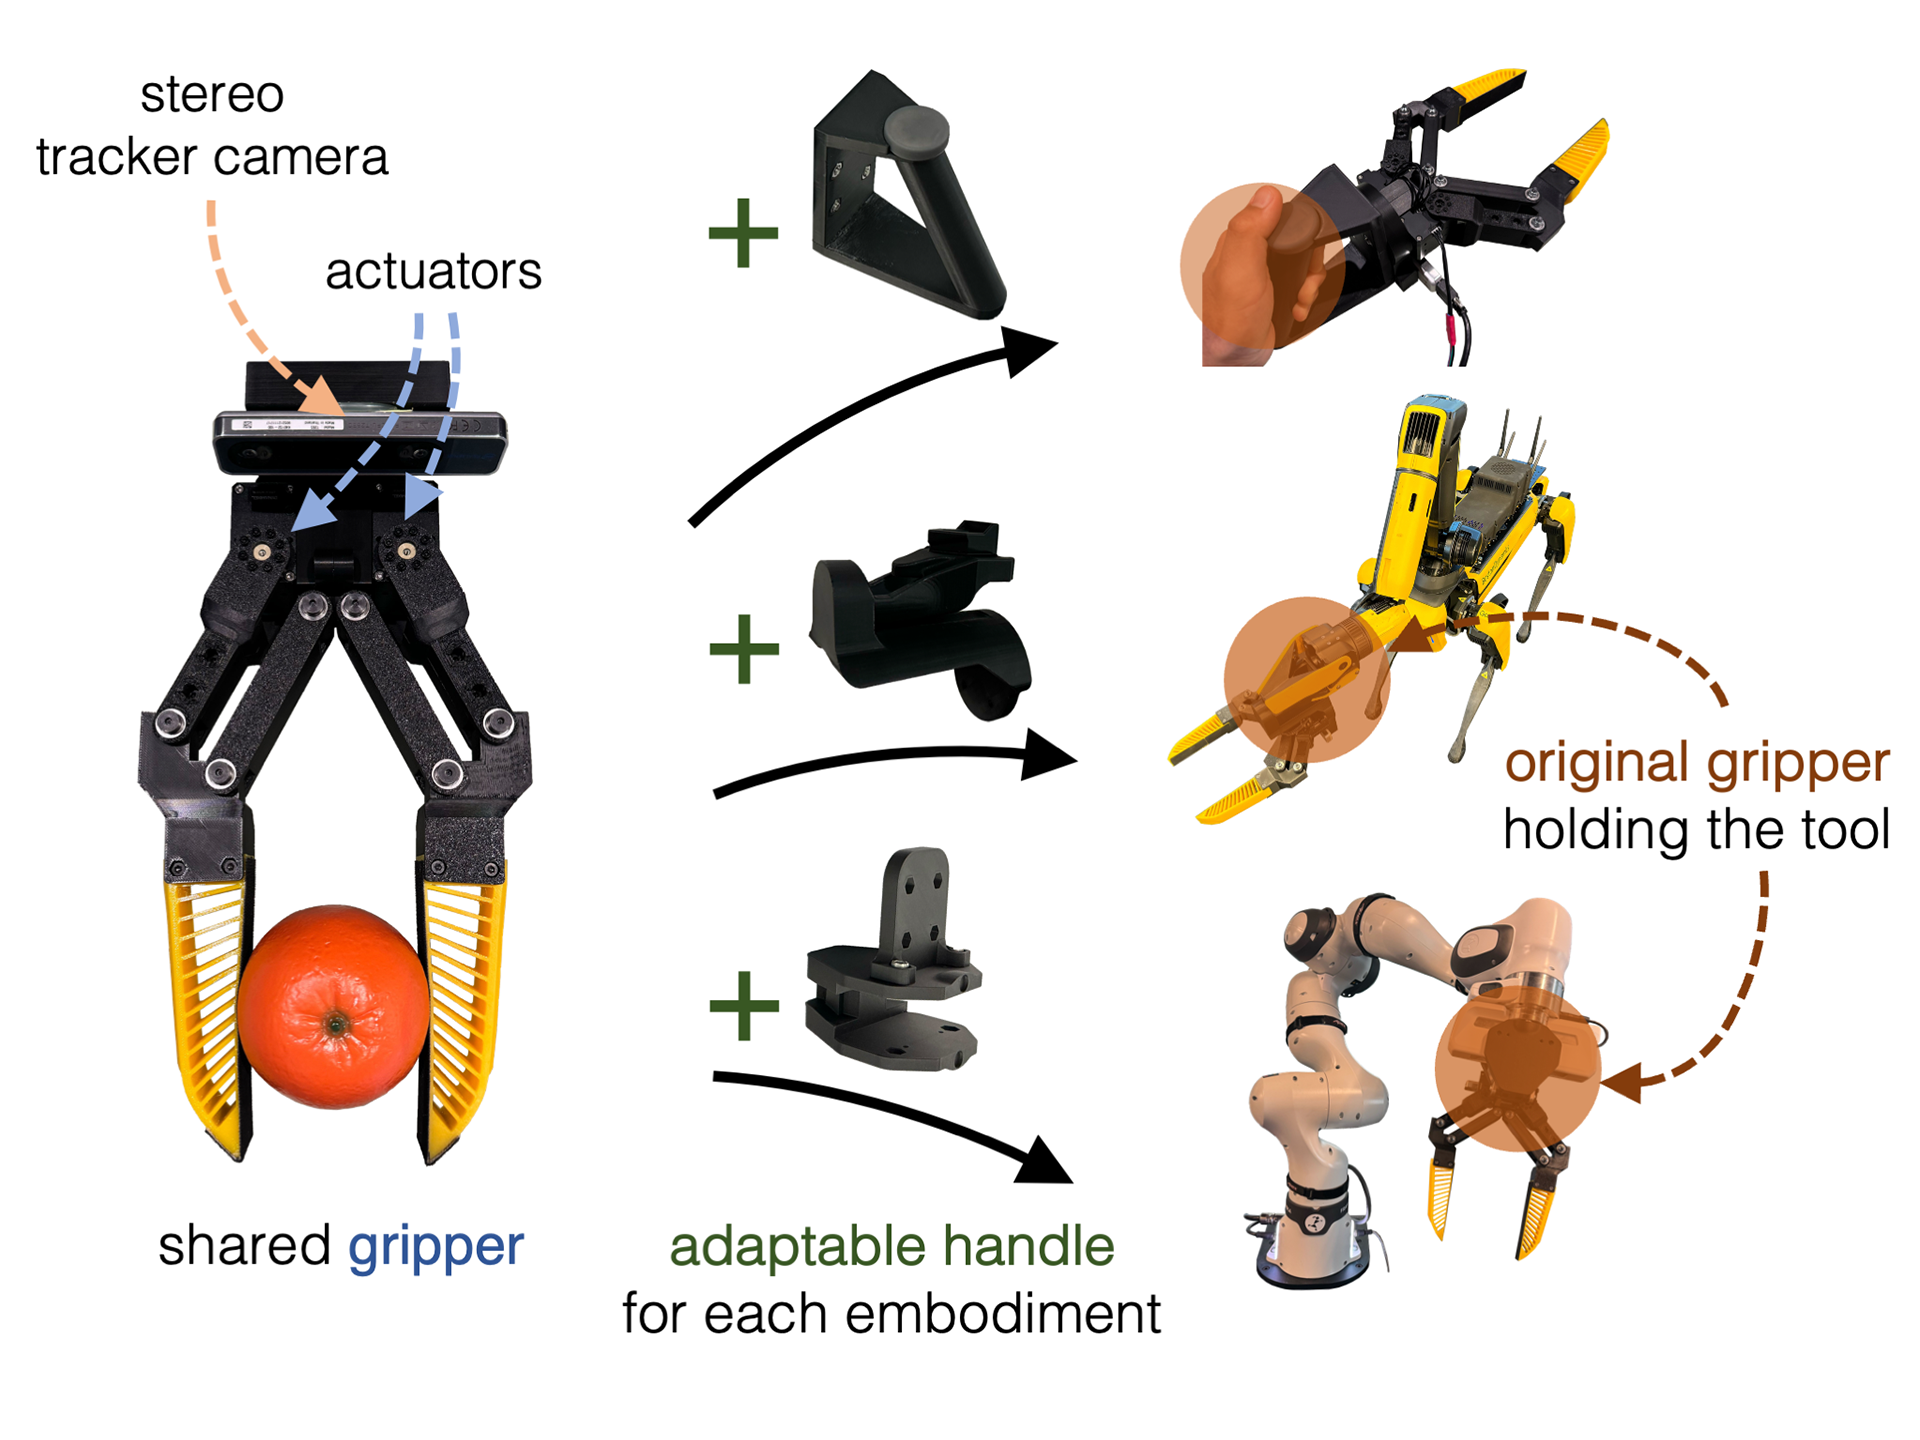 stereo
tracker camera
actuators
original gripper
holding the tool
shared gripper
adaptable handle
for each embodiment